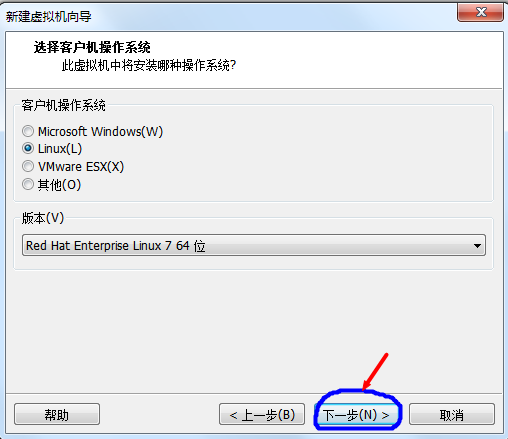 新建虚拟机向导
选择客户机操作系统
此虚拟机中将安装哪种操作系统?
客户机操作系统
Microsoft Windows(W)
Linux(L)
VMware ESX(X)
其他(O)
版本(V)
Red Hat Enterprise Linux 7 64 位
帮助
< 上一步(B)
下一步(N) >
取消